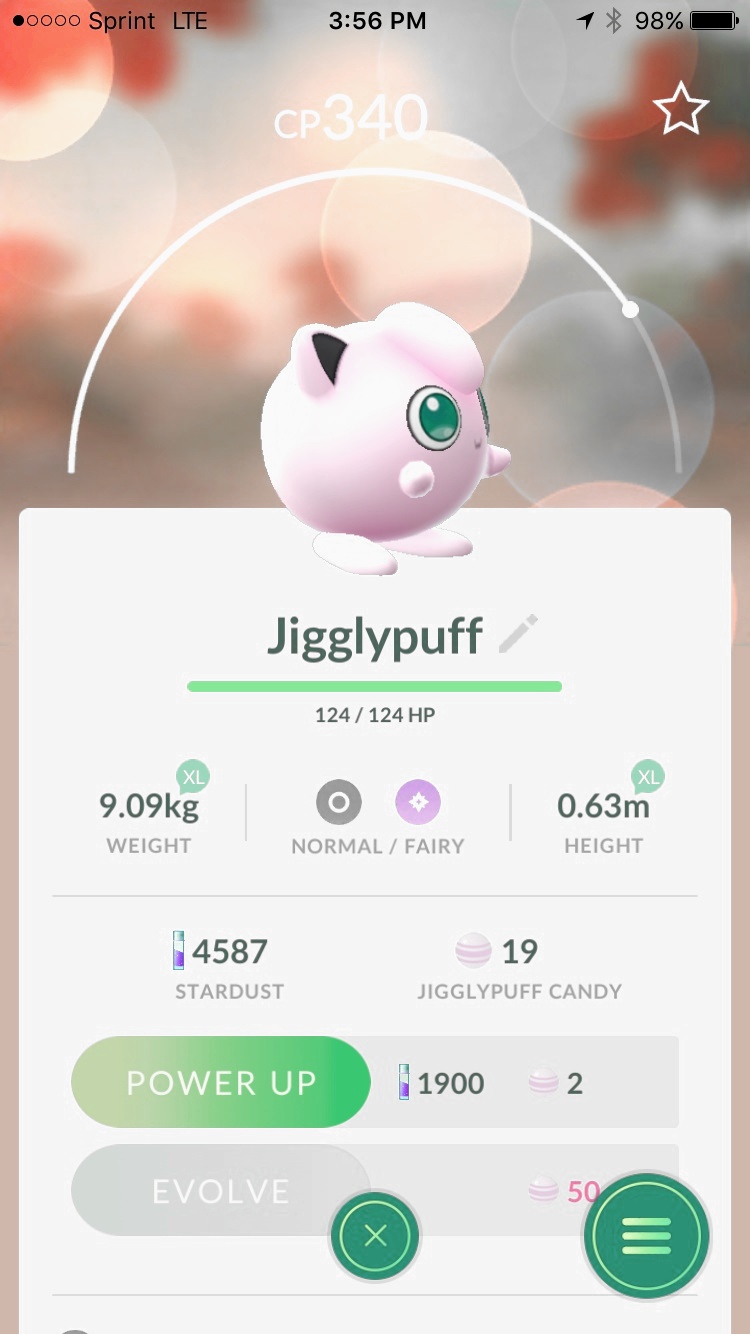 Sprint LTE 3:56 PM 98%
CP340
Jigglypuff
124 / 124 HP
XL XL
9.09kg 0.63m
WEIGHT NORMAL / FAIRY HEIGHT
4587 19
STARDUST JIGGLYPUFF CANDY
POWER UP 1900 2
EVOLVE 50